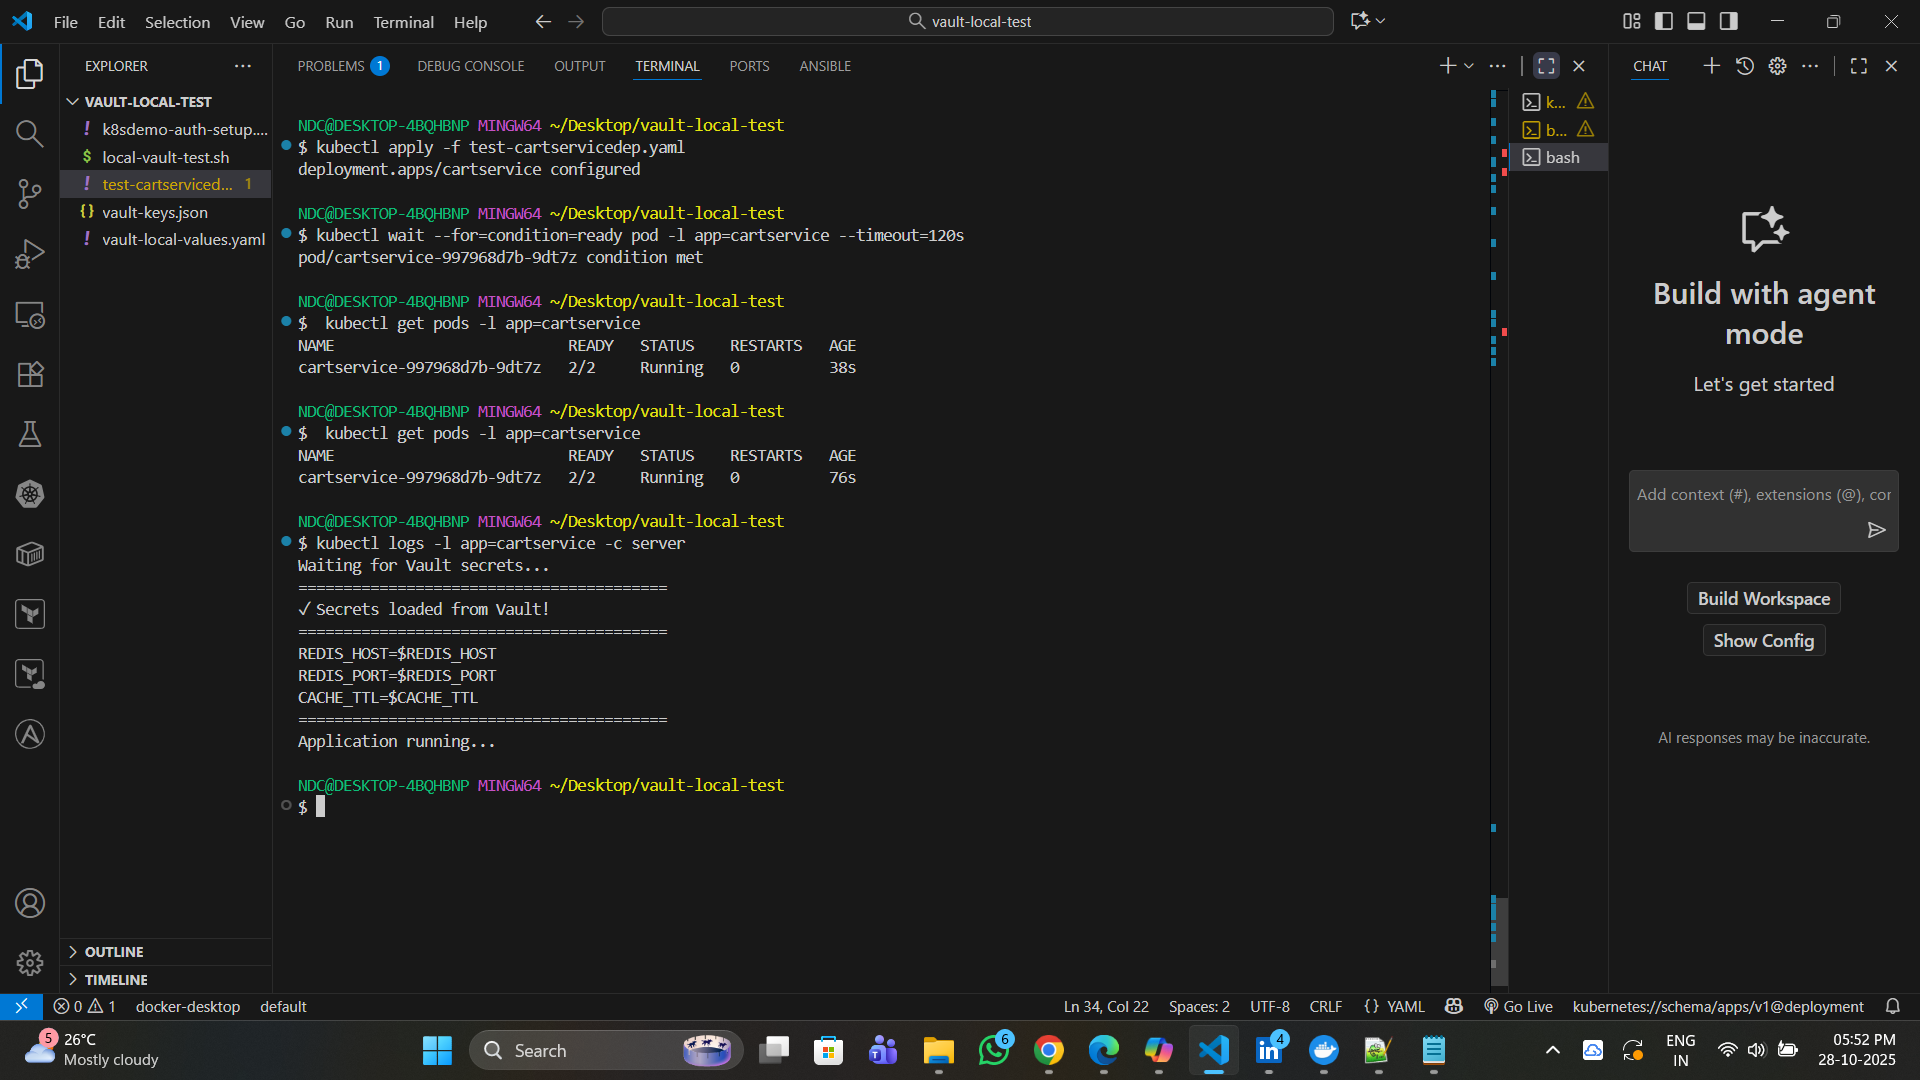 File Edit Selection View Go Run Terminal Help
vault-local-test
EXPLORER
VAULT-LOCAL-TEST
! k8sdemo-auth-setup....
$ local-vault-test.sh
! test-cartserviced... 1
{} vault-keys.json
! vault-local-values.yaml
OUTLINE
TIMELINE
PROBLEMS 1 DEBUG CONSOLE OUTPUT TERMINAL PORTS ANSIBLE
NDC@DESKTOP-4BQHBNP MINGW64 ~/Desktop/vault-local-test
$ kubectl apply -f test-cartservicedep.yaml
deployment.apps/cartservice configured
NDC@DESKTOP-4BQHBNP MINGW64 ~/Desktop/vault-local-test
$ kubectl wait --for=condition=ready pod -l app=cartservice --timeout=120s
pod/cartservice-997968d7b-9dt7z condition met
NDC@DESKTOP-4BQHBNP MINGW64 ~/Desktop/vault-local-test
$  kubectl get pods -l app=cartservice
NAME READY STATUS RESTARTS AGE
cartservice-997968d7b-9dt7z 2/2 Running 0 38s
NDC@DESKTOP-4BQHBNP MINGW64 ~/Desktop/vault-local-test
$  kubectl get pods -l app=cartservice
NAME READY STATUS RESTARTS AGE
cartservice-997968d7b-9dt7z 2/2 Running 0 76s
NDC@DESKTOP-4BQHBNP MINGW64 ~/Desktop/vault-local-test
$ kubectl logs -l app=cartservice -c server
Waiting for Vault secrets...
=========================================
✓ Secrets loaded from Vault!
=========================================
REDIS_HOST=$REDIS_HOST
REDIS_PORT=$REDIS_PORT
CACHE_TTL=$CACHE_TTL
=========================================
Application running...
NDC@DESKTOP-4BQHBNP MINGW64 ~/Desktop/vault-local-test
$
k...
b...
bash
CHAT
Build with agent
mode
Let's get started
Add context (#), extensions (@), cor
Build Workspace
Show Config
AI responses may be inaccurate.
0 1 docker-desktop default
Ln 34, Col 22 Spaces: 2 UTF-8 CRLF {} YAML Go Live kubernetes://schema/apps/v1@deployment
5 26°C
Mostly cloudy
Search
6
4
ENG
IN
05:52 PM
28-10-2025